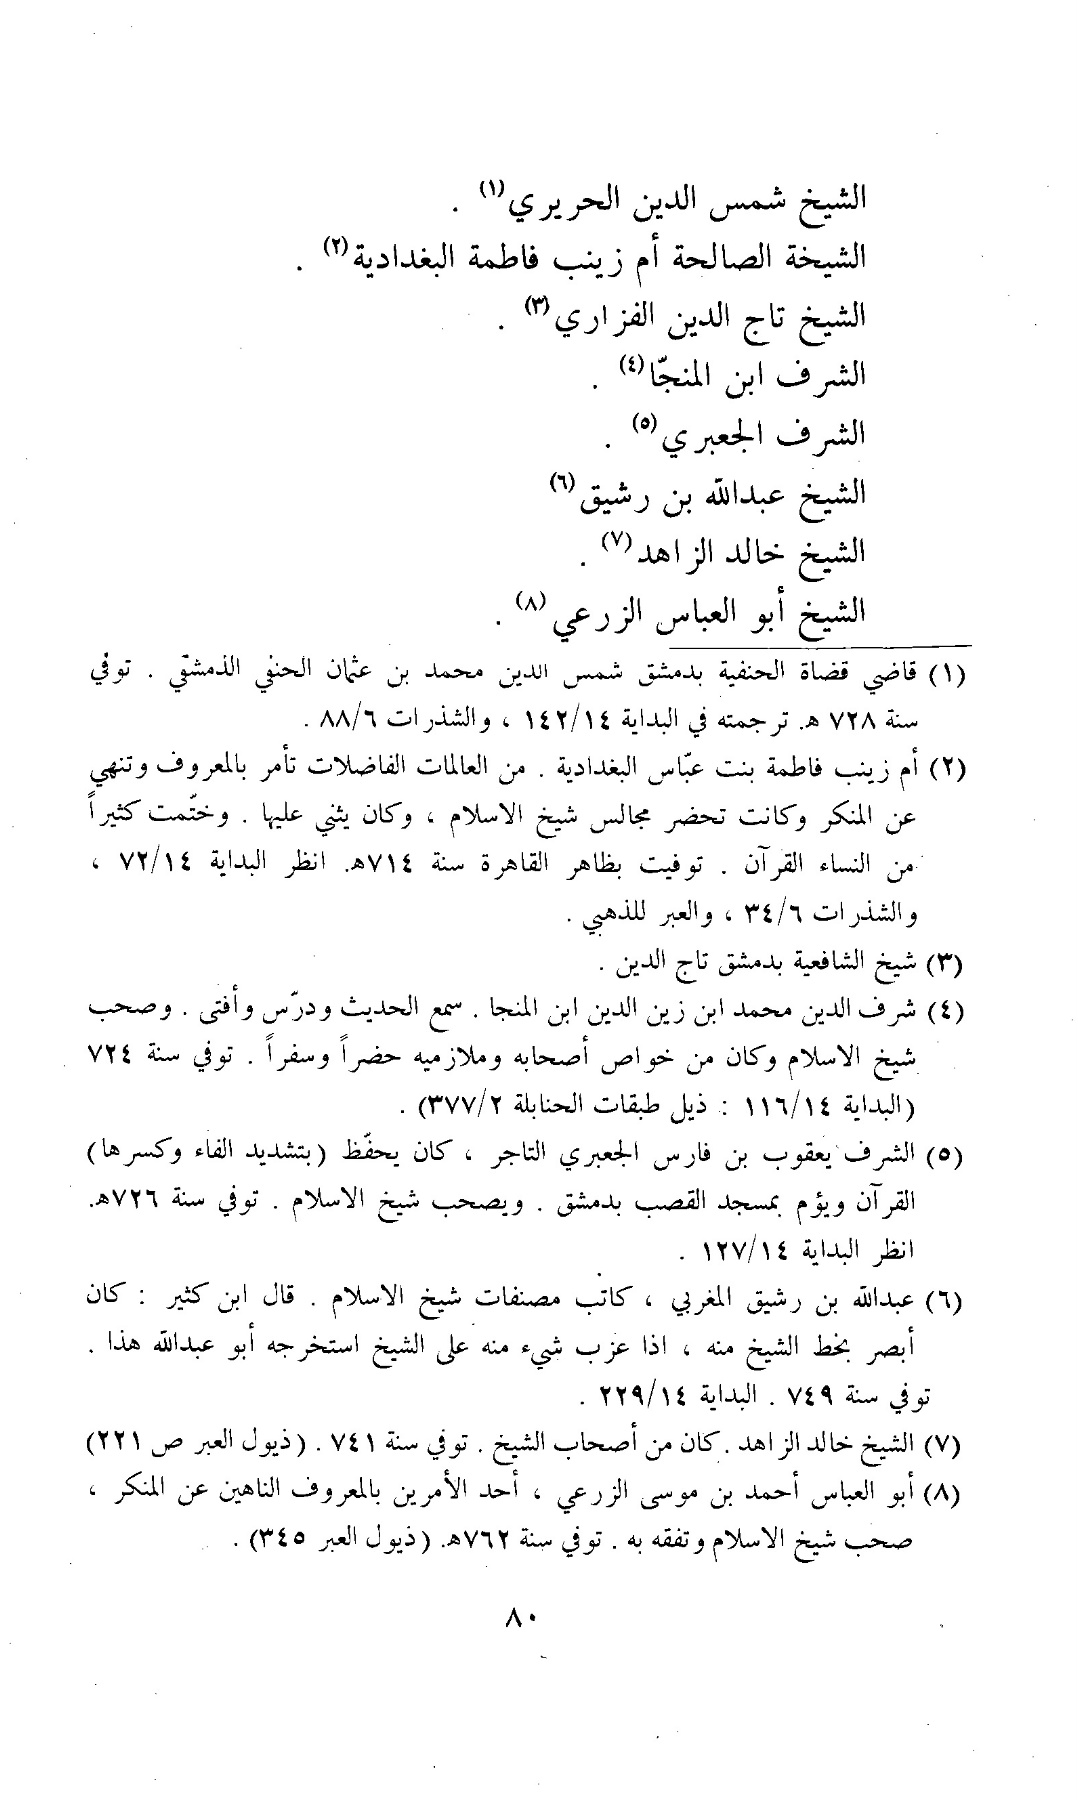 الشيخ شمس الدين الحريري(١) .
الشيخة الصالحة أم زينب فاطمة البغدادية(٢) .
الشيخ تاج الدين الفزاري(٣) .
الشرف ابن المنجّا(٤) .
الشرف الجعبري(٥) .
الشيخ عبدالله بن رشيق(٦)
الشيخ خالد الزاهد(٧) .
الشيخ أبو العباس الزرعي(٨) .
(١) قاضي قضاة الحنفية بدمشق شمس الدين محمد بن عثمان الحنفي الدمشقي . توفي
سنة ٧٢٨ هـ. ترجمته في البداية ١٤٢/١٤ ، والشذرات ٨٨/٦ .
(٢) أم زينب فاطمة بنت عبّاس البغدادية . من العالمات الفاضلات تأمر بالمعروف وتنهي
عن المنكر وكانت تحضر مجالس شيخ الاسلام ، وكان يثني عليها . وختّمت كثيراً
من النساء القرآن . توفيت بظاهر القاهرة سنة ٧١٤هـ. انظر البداية ٧٢/١٤ ،
والشذرات ٣٤/٦ ، والعبر للذهبي .
(٣) شيخ الشافعية بدمشق تاج الدين .
(٤) شرف الدين محمد ابن زين الدين ابن المنجا . سمع الحديث ودرّس وأفتى . وصحب
شيخ الاسلام وكان من خواص أصحابه وملازميه حضراً وسفراً . توفي سنة ٧٢٤
(البداية ١١٦/١٤ : ذيل طبقات الحنابلة ٣٧٧/٢) .
(٥) الشرف يعقوب بن فارس الجعبري التاجر ، كان يحفّظ (بتشديد الفاء وكسرها)
القرآن ويؤم بمسجد القصب بدمشق . ويصحب شيخ الاسلام . توفي سنة ٧٢٦هـ.
انظر البداية ١٢٧/١٤ .
(٦) عبدالله بن رشيق المغربي ، كاتب مصنفات شيخ الاسلام . قال ابن كثير : كان
أبصر بخط الشيخ منه ، اذا عزب شيء منه على الشيخ استخرجه أبو عبدالله هذا .
توفي سنة ٧٤٩ . البداية ٢٢٩/١٤ .
(٧) الشيخ خالد الزاهد . كان من أصحاب الشيخ . توفي سنة ٧٤١ . (ذيول العبر ص ٢٢١)
(٨) أبو العباس أحمد بن موسى الزرعي ، أحد الأمرين بالمعروف الناهين عن المنكر ،
صحب شيخ الاسلام وتفقه به . توفي سنة ٧٦٢هـ. (ذيول العبر ٣٤٥) .
٨٠